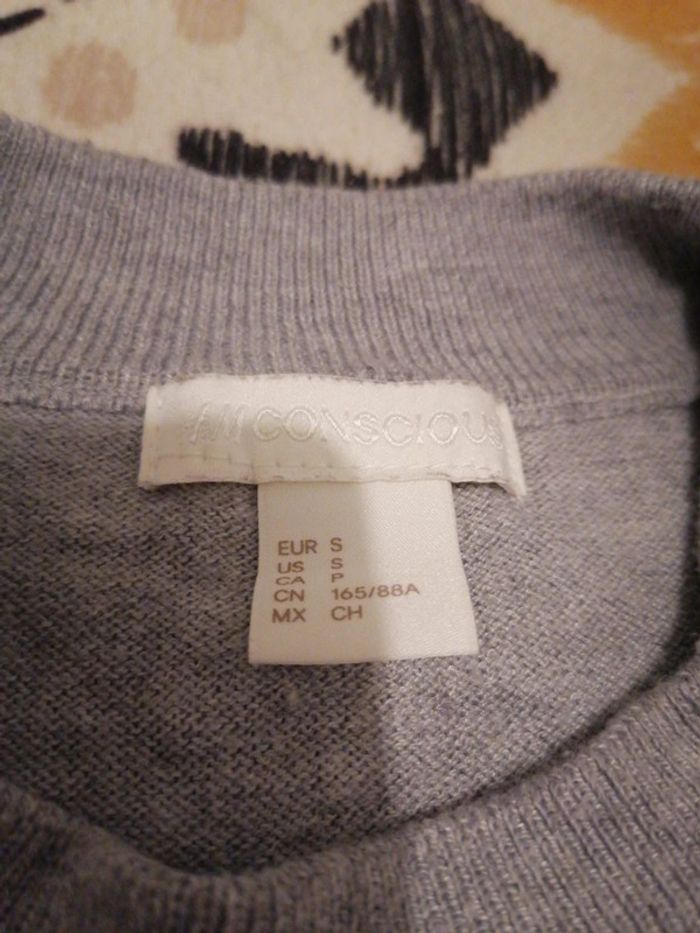 H&M CONSCIOUS
EUR S
US S
CA P
CN 165/88A
MX CH